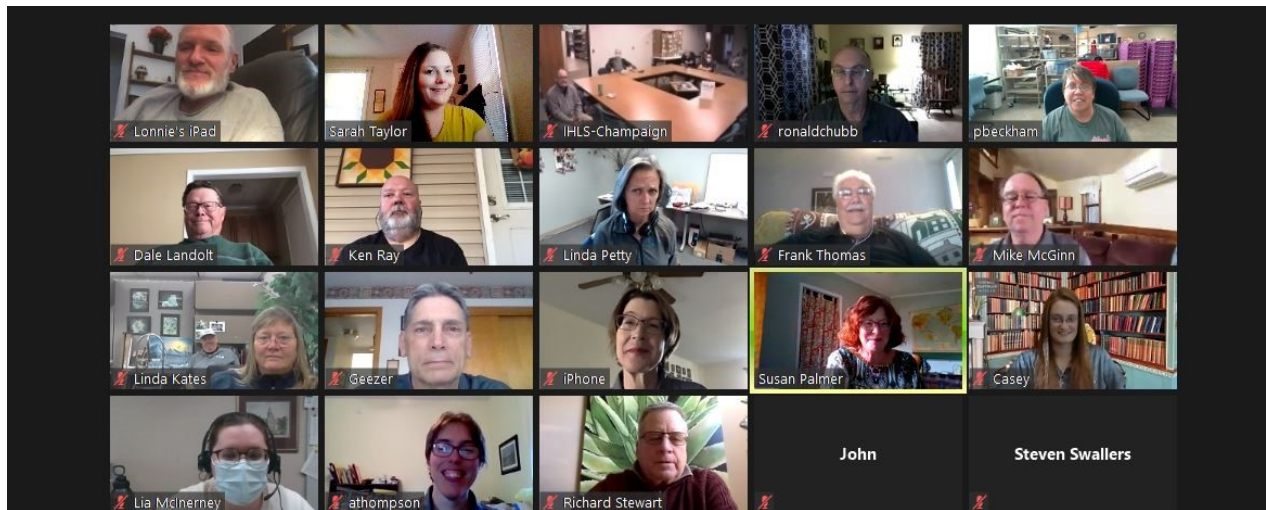 Lonnie's iPad
Sarah Taylor
IHLS-Champaign
ronaldchubb
pbeckham
Dale Landolt
Ken Ray
Linda Petty
Frank Thomas
Mike McGinn
Linda Kates
Geezer
iPhone
Susan Palmer
Casey
Lia McInerney
athompson
Richard Stewart
John
Steven Swallers